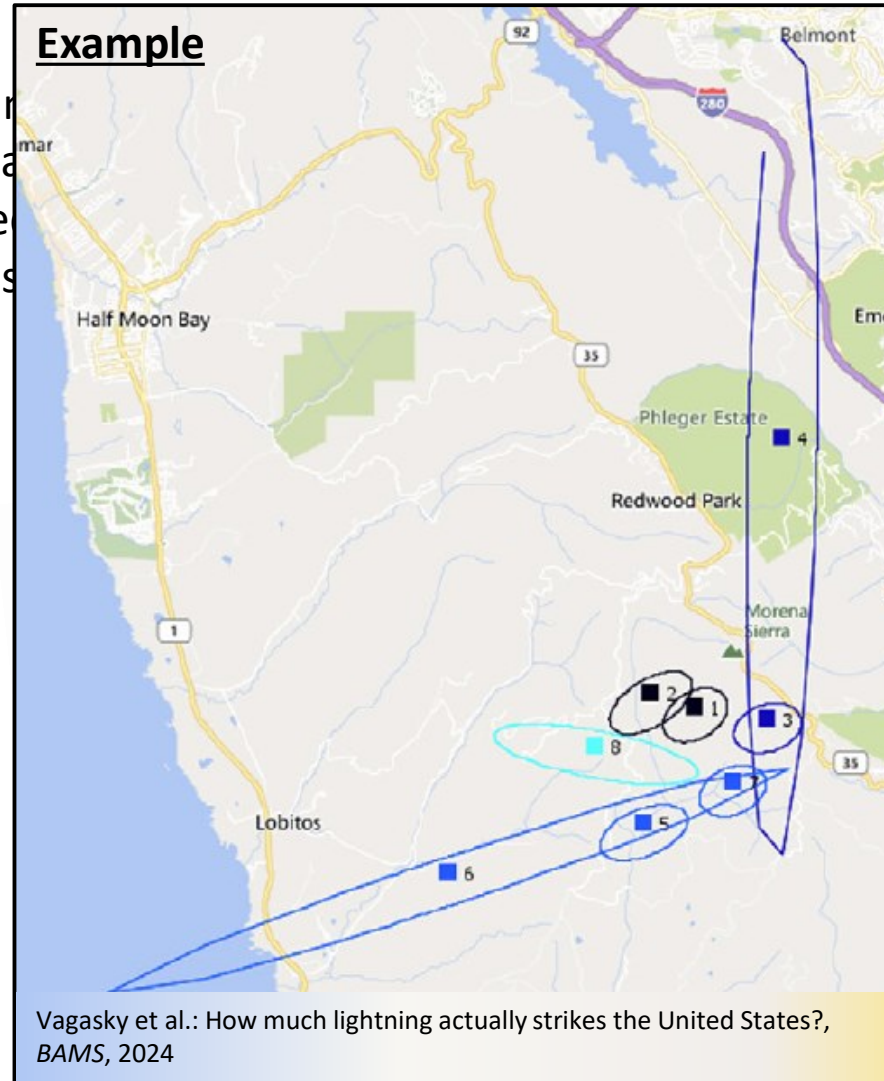 Example
92
Belmont
280
mar
Half Moon Bay
35
Phleger Estate
4
Redwood Park
1
Morena
Sierra
2
1
3
8
35
7
5
Lobitos
6
Vagasky et al.: How much lightning actually strikes the United States?,
BAMS, 2024